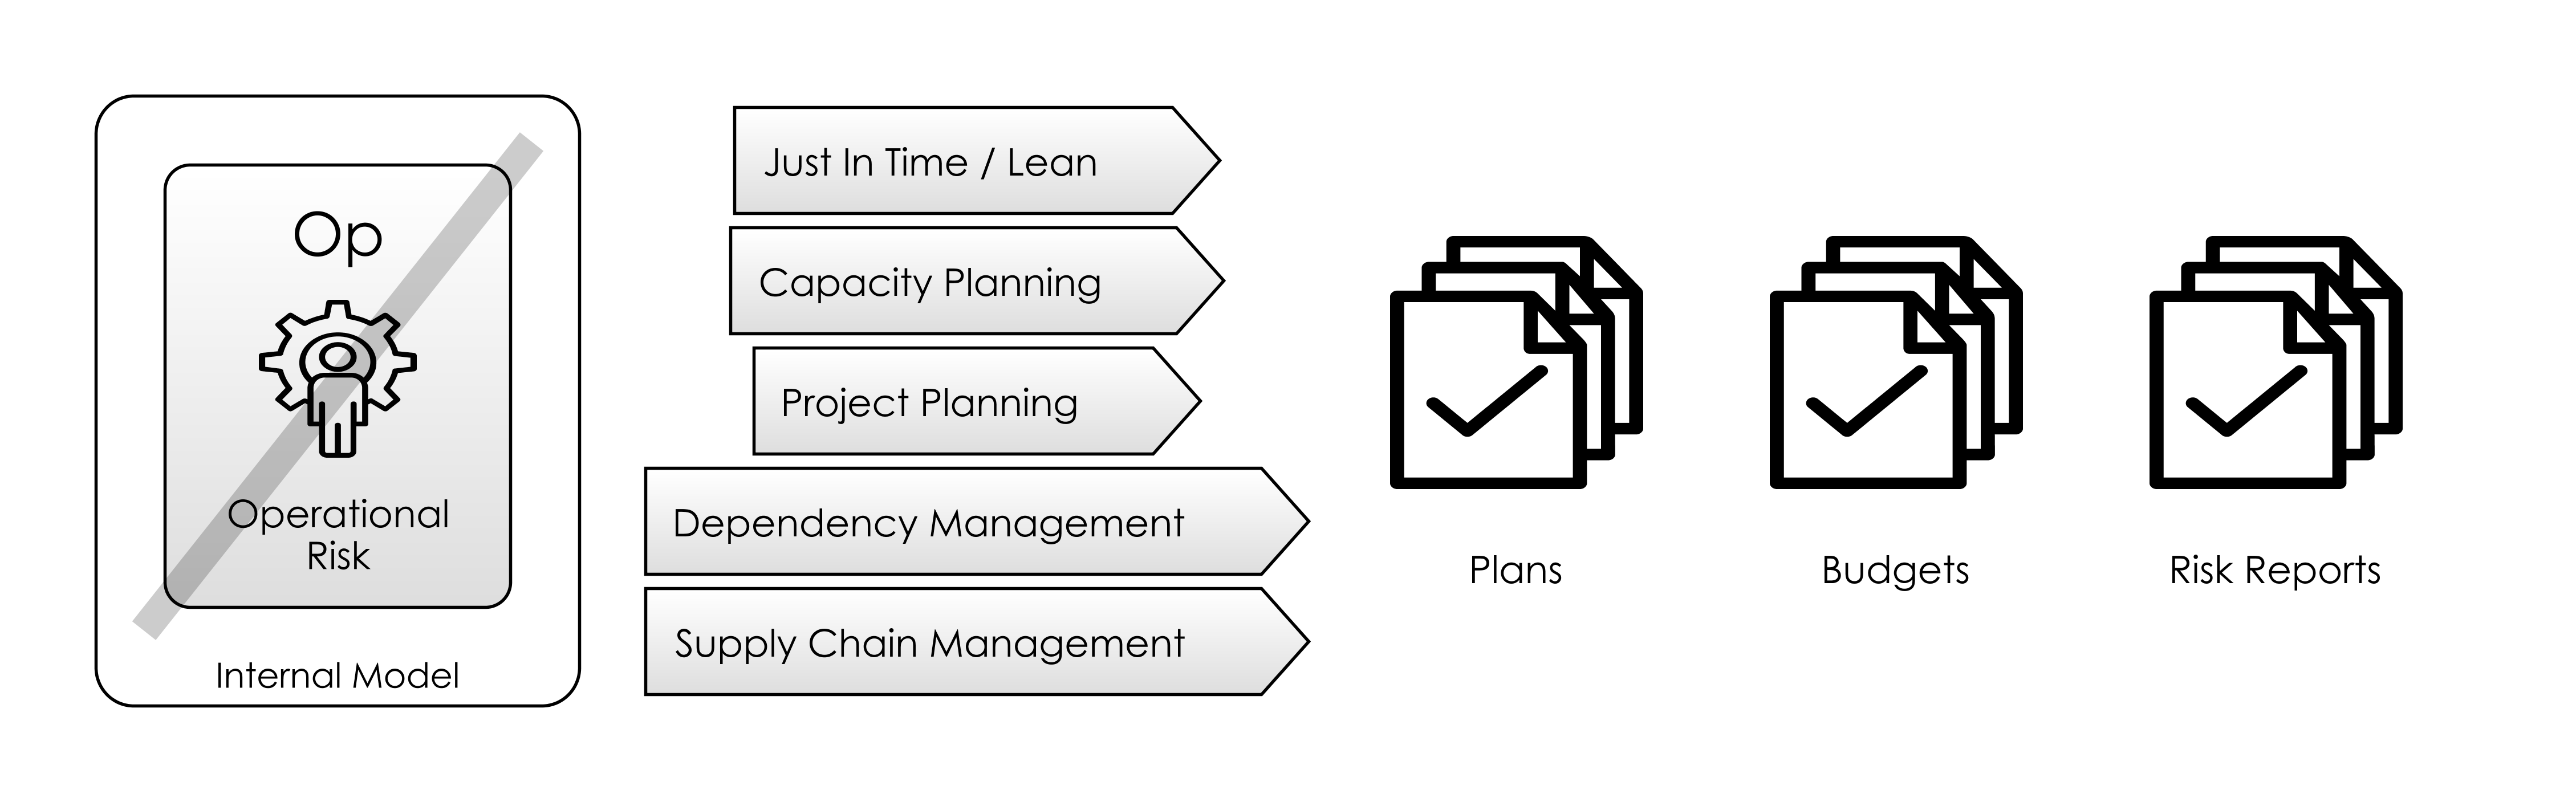 Op
Operational
Risk
Internal Model
Just In Time / Lean
Capacity Planning
Project Planning
Dependency Management
Supply Chain Management
Plans
Budgets
Risk Reports